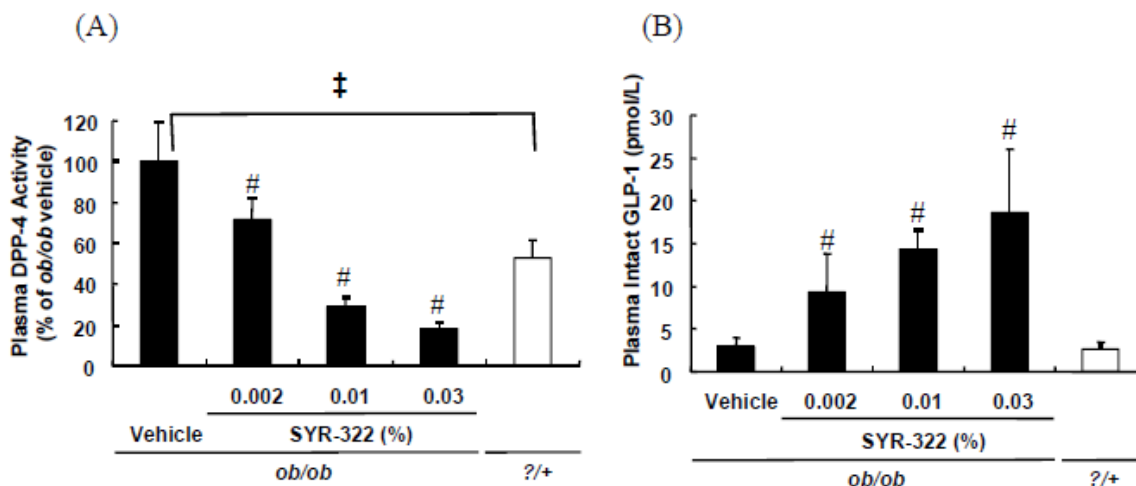 (A)
(B)
‡
Plasma DPP-4 Activity
(% of ob/ob vehicle)
120
100
80
60
40
20
0
#
#
#
0.002 0.01 0.03
Vehicle SYR-322 (%)
ob/ob ?/+
Plasma Intact GLP-1 (pmol/L)
30
25
20
15
10
5
0
#
#
#
Vehicle 0.002 0.01 0.03
SYR-322 (%)
ob/ob ?/+